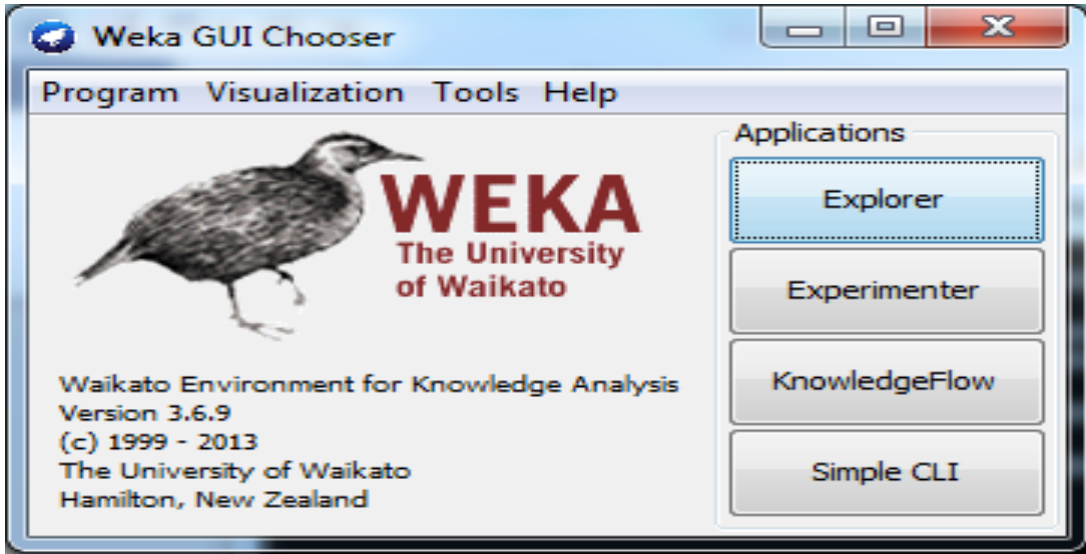 Weka GUI Chooser
Program Visualization Tools Help
WEKA
The University
of Waikato
Waikato Environment for Knowledge Analysis
Version 3.6.9
(c) 1999 - 2013
The University of Waikato
Hamilton, New Zealand
Applications
Explorer
Experimenter
KnowledgeFlow
Simple CLI